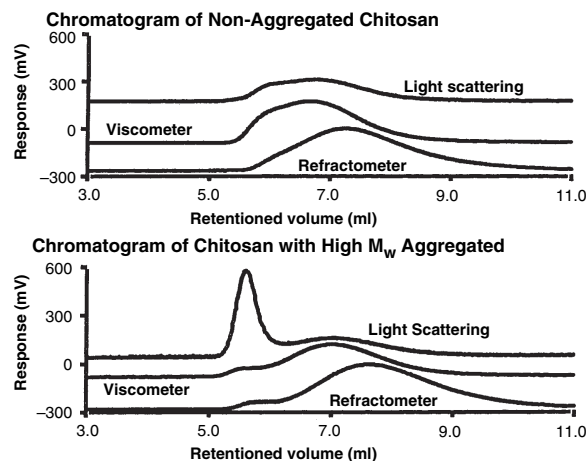 Chromatogram of Non-Aggregated Chitosan
600
300
0
−300
Response (mV)
Light scattering
Viscometer
Refractometer
3.0 5.0 7.0 9.0 11.0
Retentioned volume (ml)
Chromatogram of Chitosan with High MW Aggregated
600
300
0
−300
Response (mV)
Light Scattering
Viscometer
Refractometer
3.0 5.0 7.0 9.0 11.0
Retentioned volume (ml)